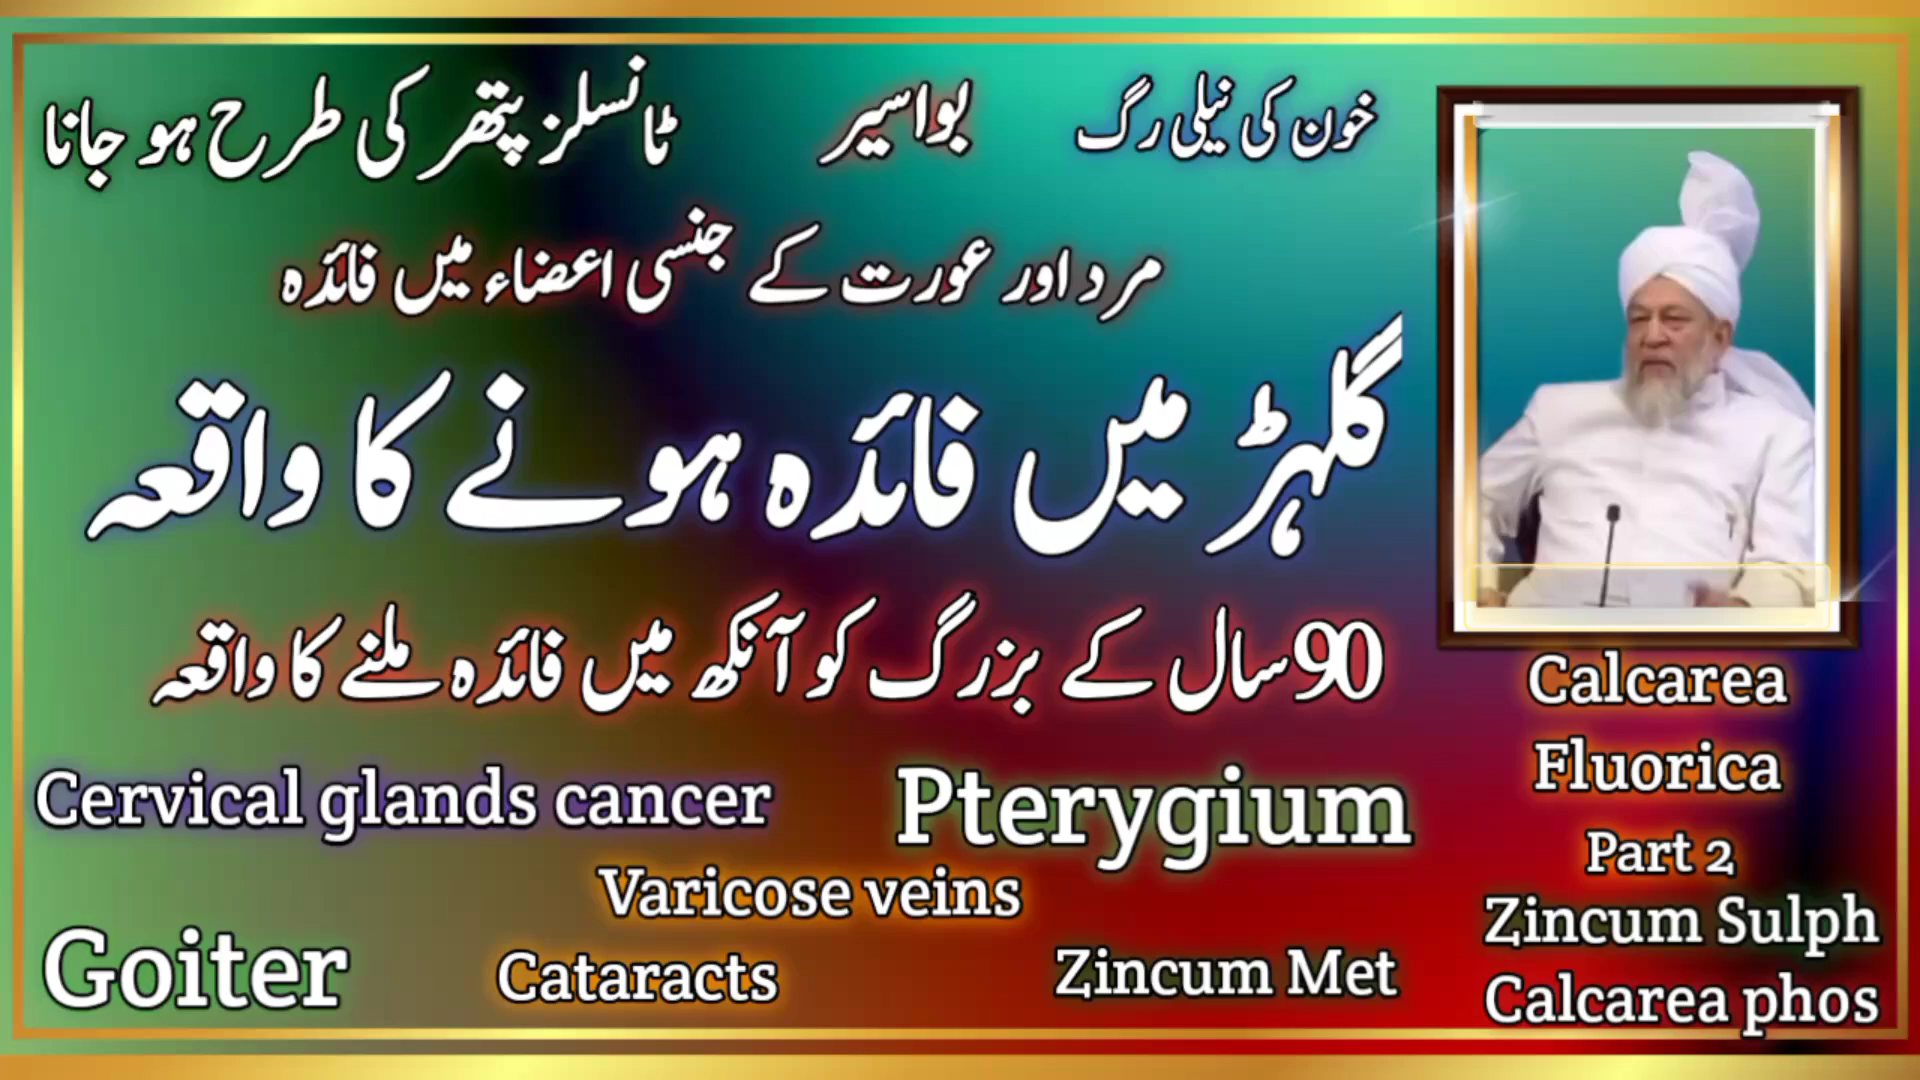 خون کی نیلی رگ بواسیر ٹانسلز پتھر کی طرح ہو جانا
مرد اور عورت کے جنسی اعضاء میں فائدہ
گلہڑ میں فائدہ ہونے کا واقعہ
90 سال کے بزرگ کو آنکھ میں فائدہ ملنے کا واقعہ
Cervical glands cancer Pterygium
Varicose veins
Goiter Cataracts Zincum Met
Calcarea
Fluorica
Part 2
Zincum Sulph
Calcarea phos